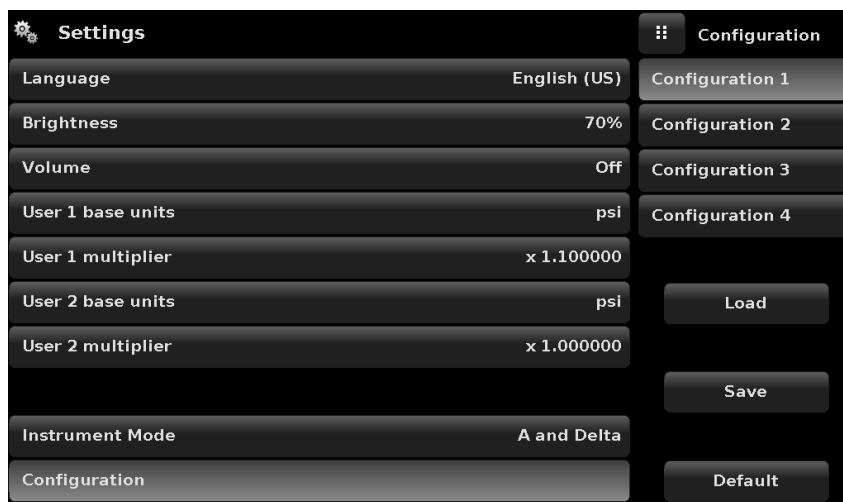 Settings
Language English (US)
Brightness 70%
Volume Off
User 1 base units psi
User 1 multiplier x 1.100000
User 2 base units psi
User 2 multiplier x 1.000000
Instrument Mode A and Delta
Configuration
Configuration
Configuration 1
Configuration 2
Configuration 3
Configuration 4
Load
Save
Default